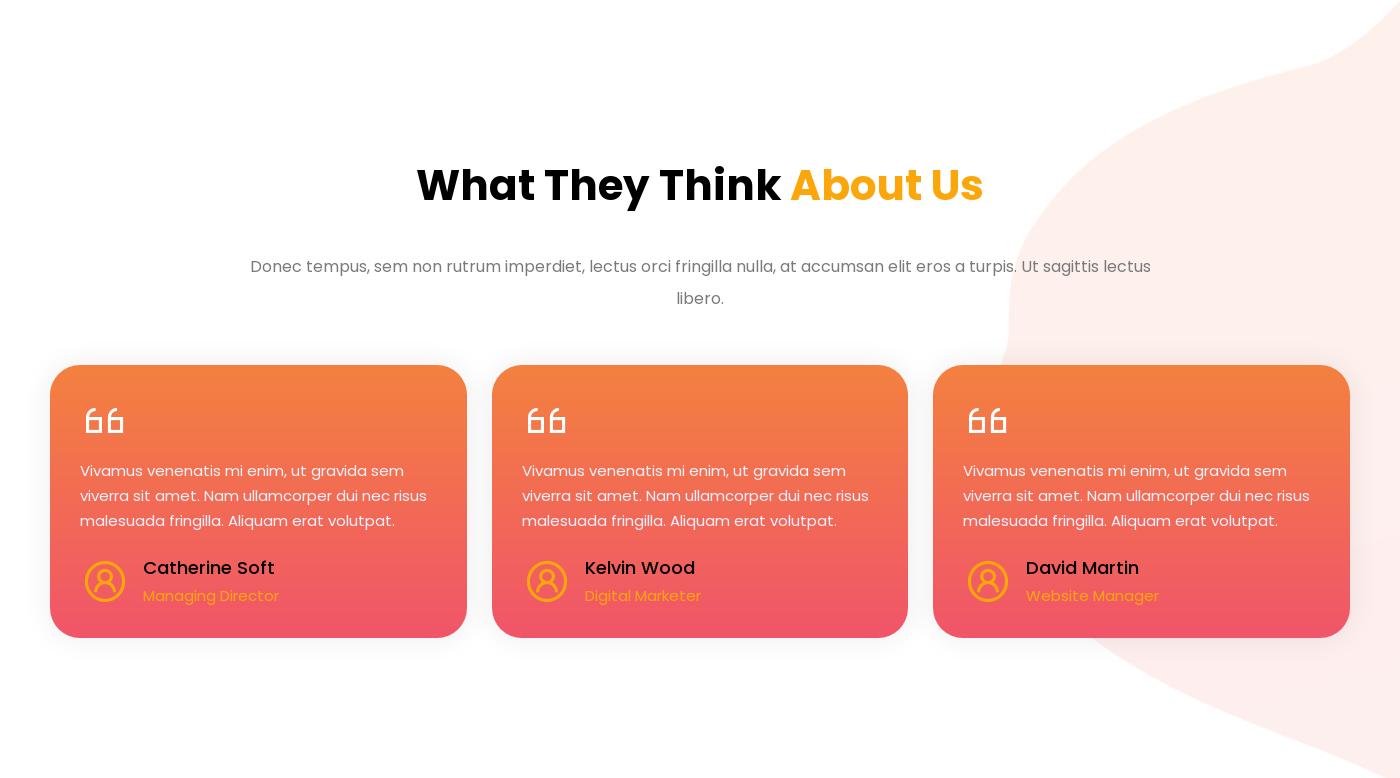 What They Think About Us
Donec tempus, sem non rutrum imperdiet, lectus orci fringilla nulla, at accumsan elit eros a turpis. Ut sagittis lectus
libero.
Vivamus venenatis mi enim, ut gravida sem
viverra sit amet. Nam ullamcorper dui nec risus
malesuada fringilla. Aliquam erat volutpat.
Catherine Soft
Managing Director
Vivamus venenatis mi enim, ut gravida sem
viverra sit amet. Nam ullamcorper dui nec risus
malesuada fringilla. Aliquam erat volutpat.
Kelvin Wood
Digital Marketer
Vivamus venenatis mi enim, ut gravida sem
viverra sit amet. Nam ullamcorper dui nec risus
malesuada fringilla. Aliquam erat volutpat.
David Martin
Website Manager